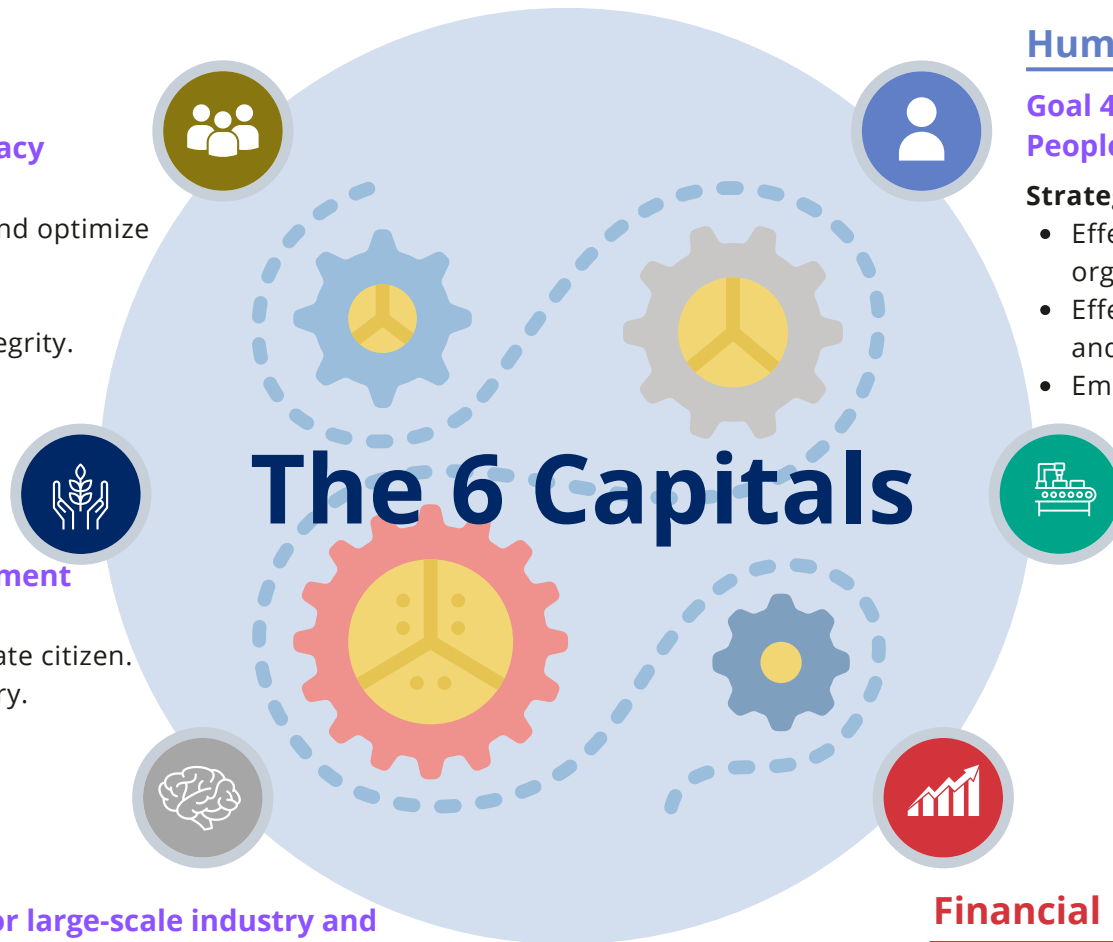 acy
nd optimize
egrity.
ment
ate citizen.
ry.
or large-scale industry and
The 6 Capitals
Hum
Goal 4
People
Strateg
• Effe
org
• Effe
and
• Em
Financial